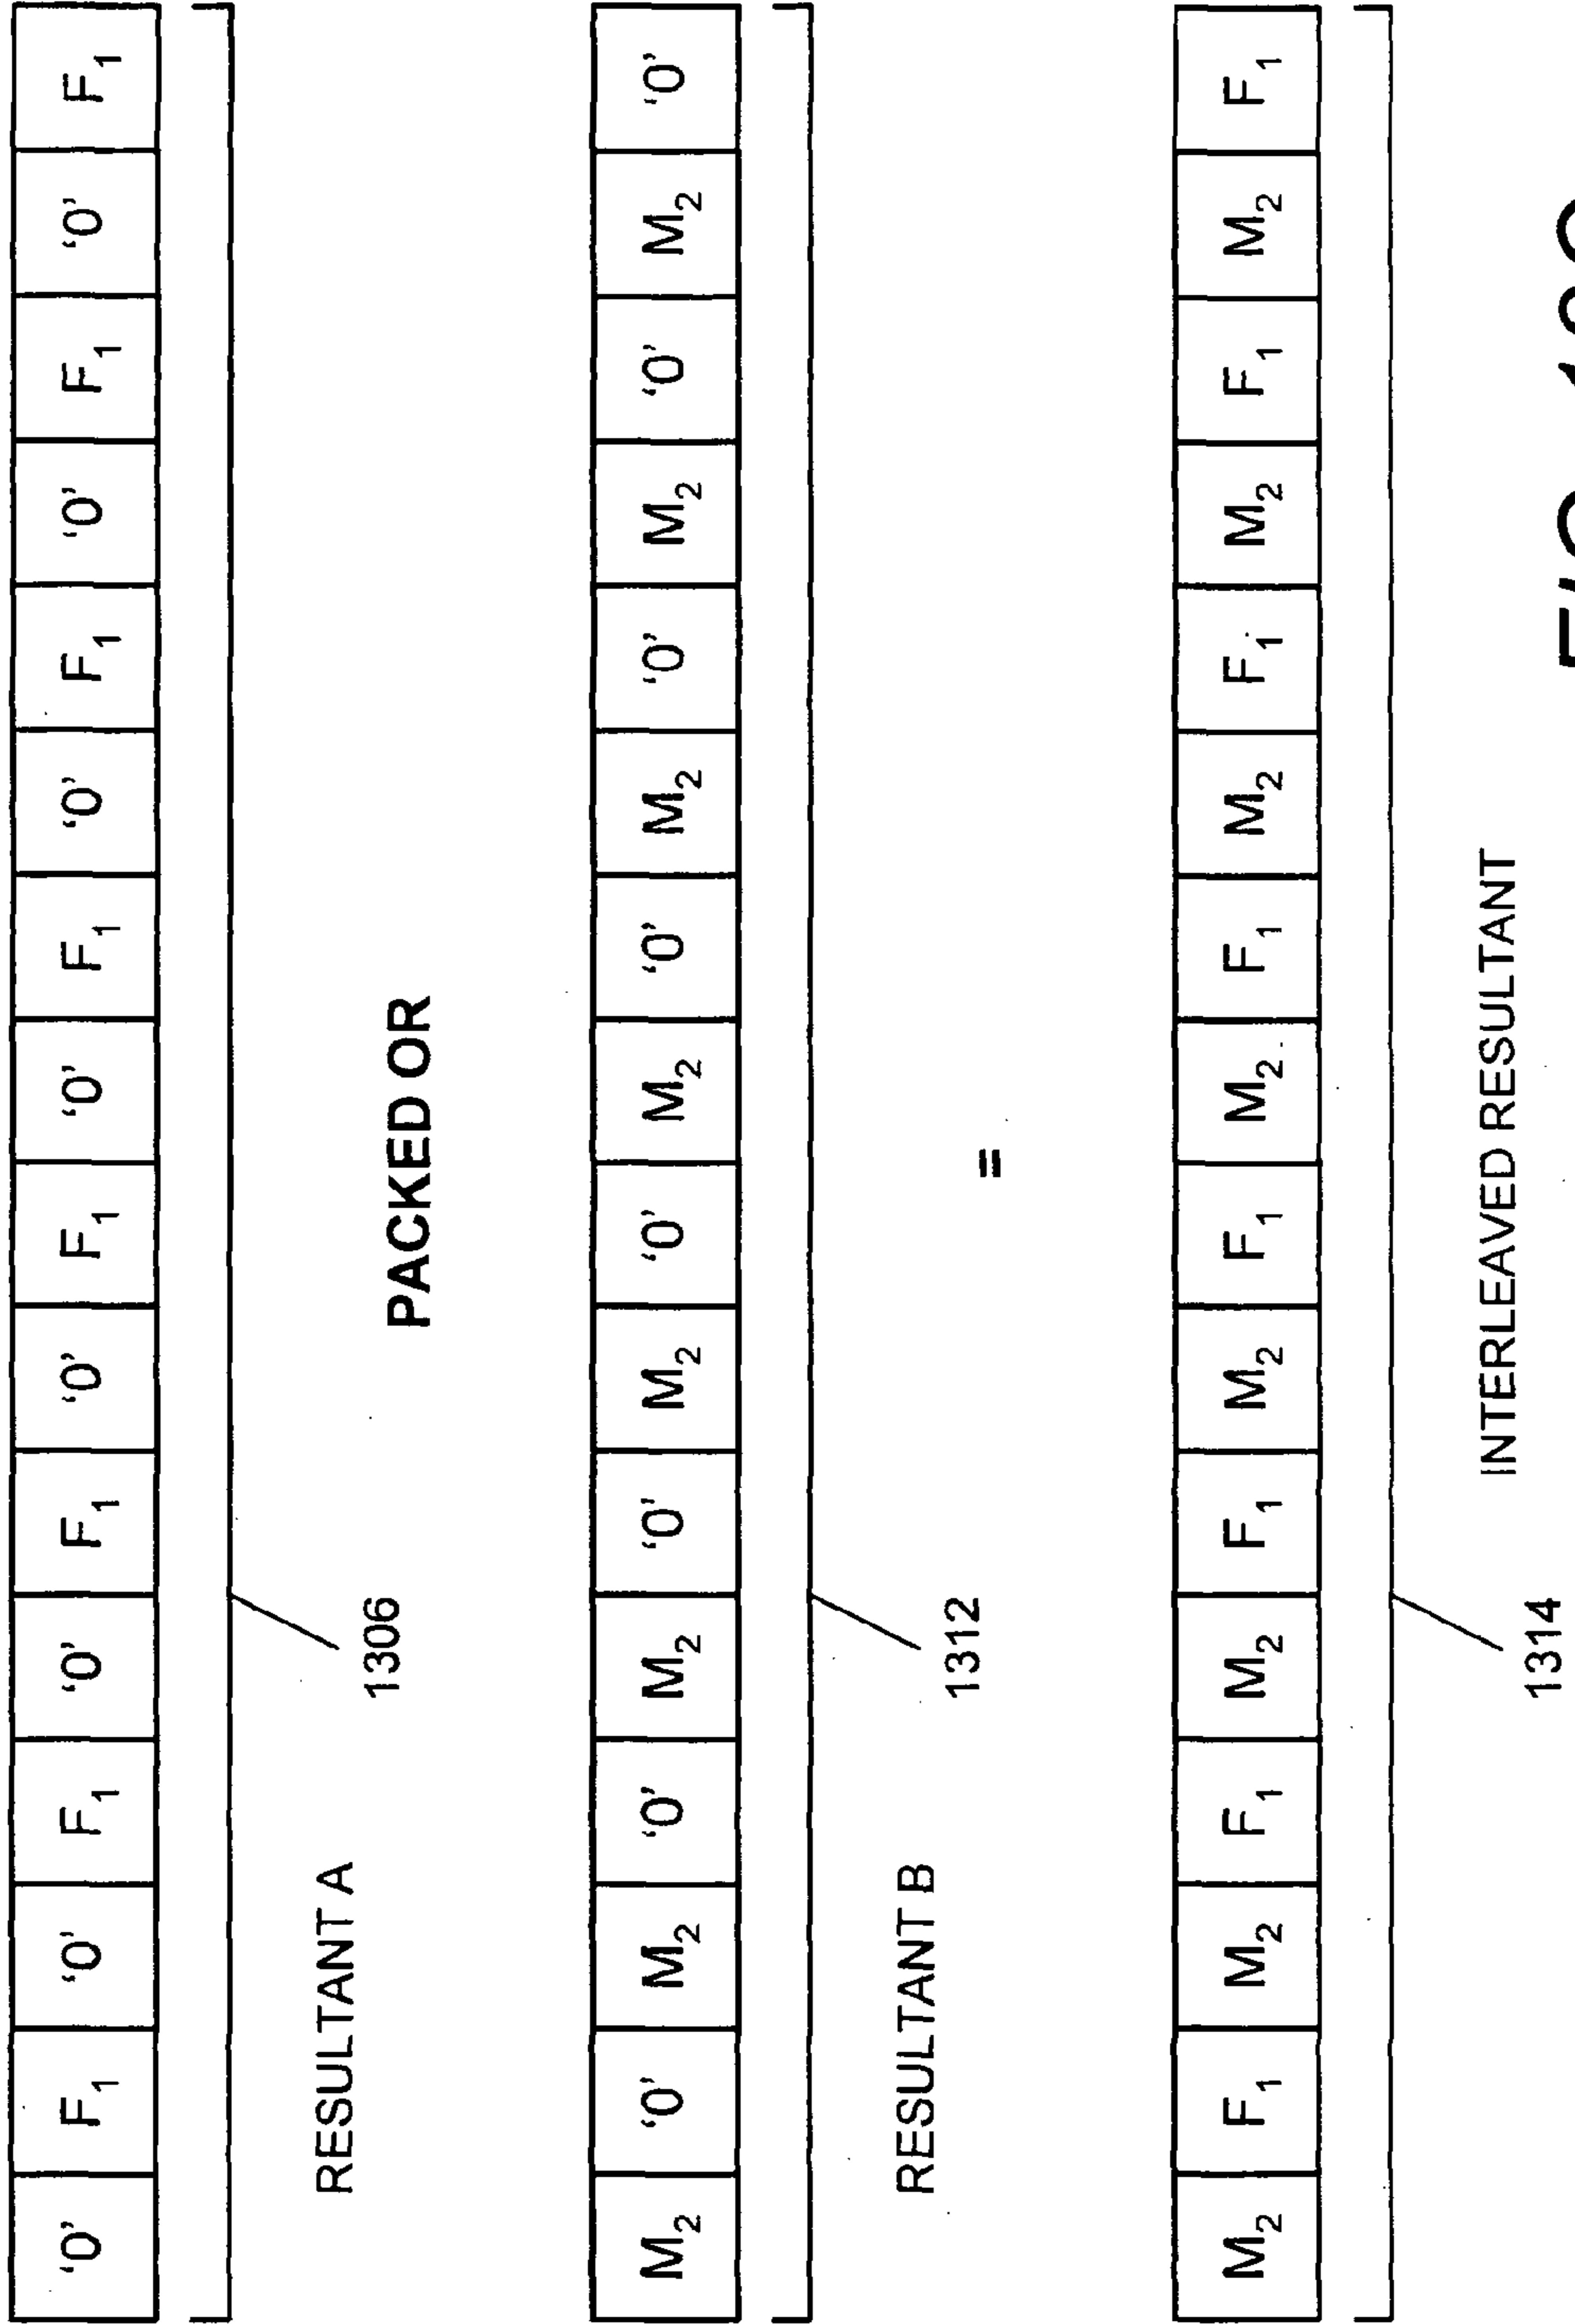 '0' F₁ '0' F₁ '0' F₁ '0' F₁ '0' F₁ '0' F₁ '0' F₁ '0' F₁
RESULTANT A
1306
PACKED OR
M₂ '0' M₂ '0' M₂ '0' M₂ '0' M₂ '0' M₂ '0' M₂ '0' M₂ '0'
RESULTANT B
1312
=
M₂ F₁ M₂ F₁ M₂ F₁ M₂ F₁ M₂ F₁ M₂ F₁ M₂ F₁ M₂ F₁
INTERLEAVED RESULTANT
1314